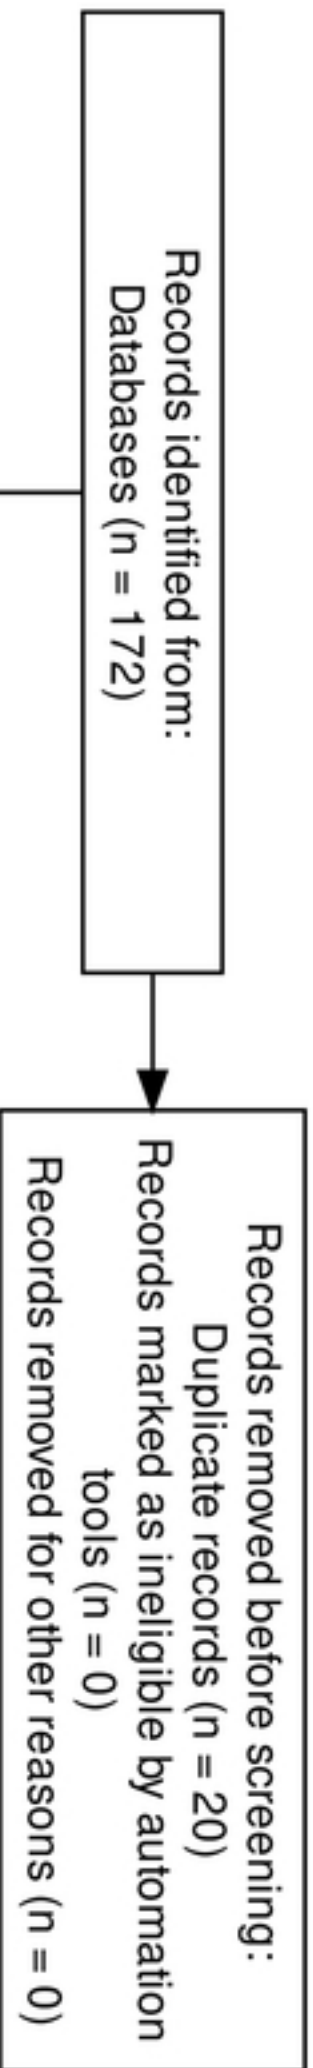 Records identified from:
Databases (n = 172)
Records removed before screening:
Duplicate records (n = 20)
Records marked as ineligible by automation
tools (n = 0)
Records removed for other reasons (n = 0)